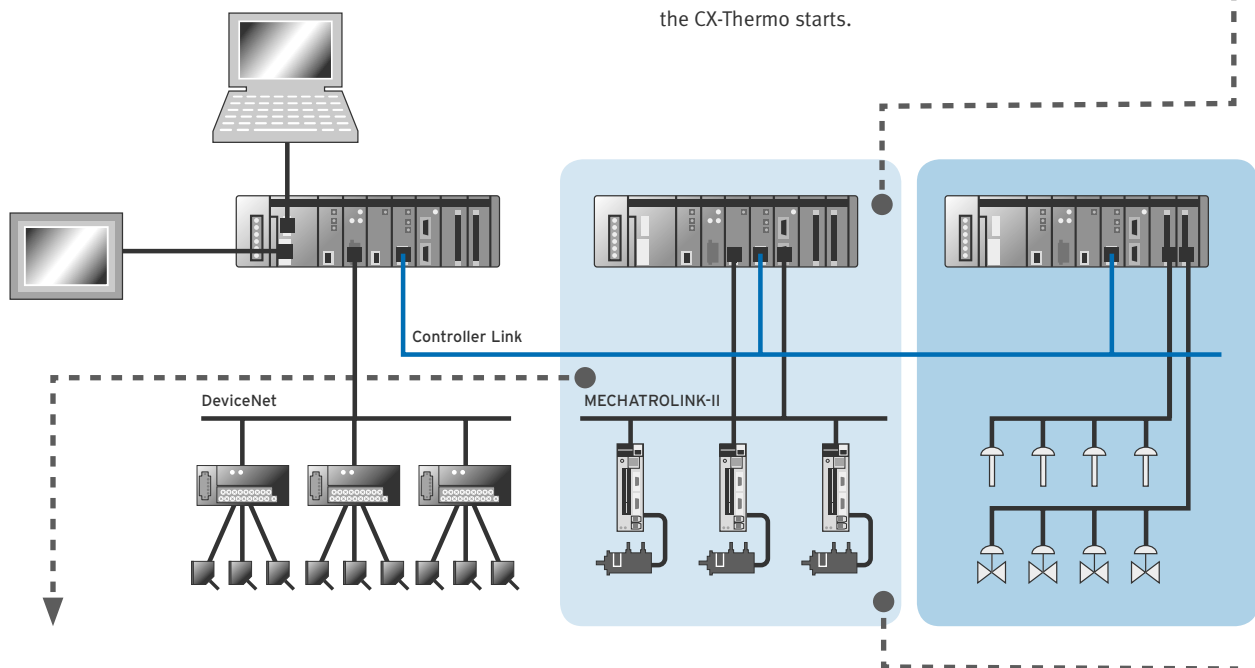 the CX-Thermo starts.
Controller Link
DeviceNet
MECHATROLINK-II